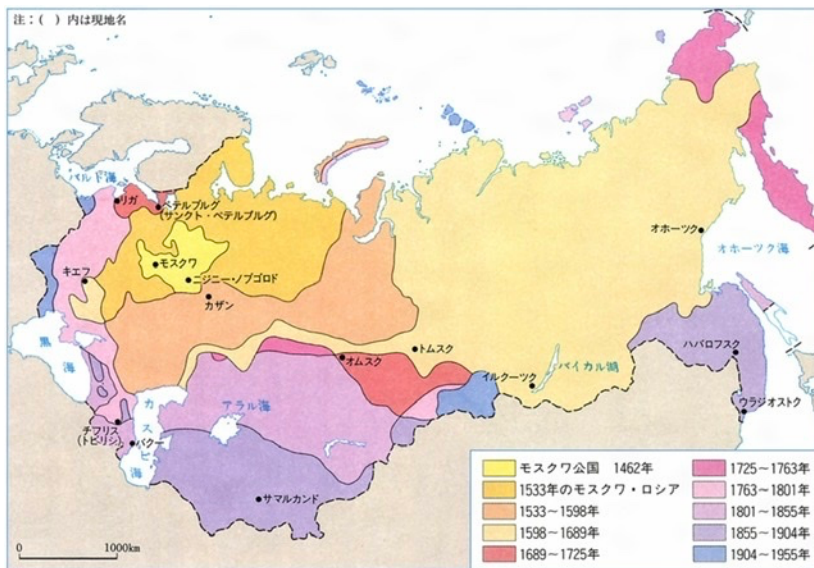 注：( )内は現地名
バルド海
リガ
ペテルブルグ
(サンクト・ペテルブルグ)
モスクワ
ニジニー・ノブゴロド
キエフ
カザン
オホーツク
オホーツク海
黒海
オムスク
トムスク
イルクーツク
バイカル湖
ハバロフスク
ウラジオストク
チフリス
(トビリシ)
バクー
カスピ海
アラル海
サマルカンド
モスクワ公国 1462年
1533年のモスクワ・ロシア
1533～1598年
1598～1689年
1689～1725年
1725～1763年
1763～1801年
1801～1855年
1855～1904年
1904～1955年
0 1000km